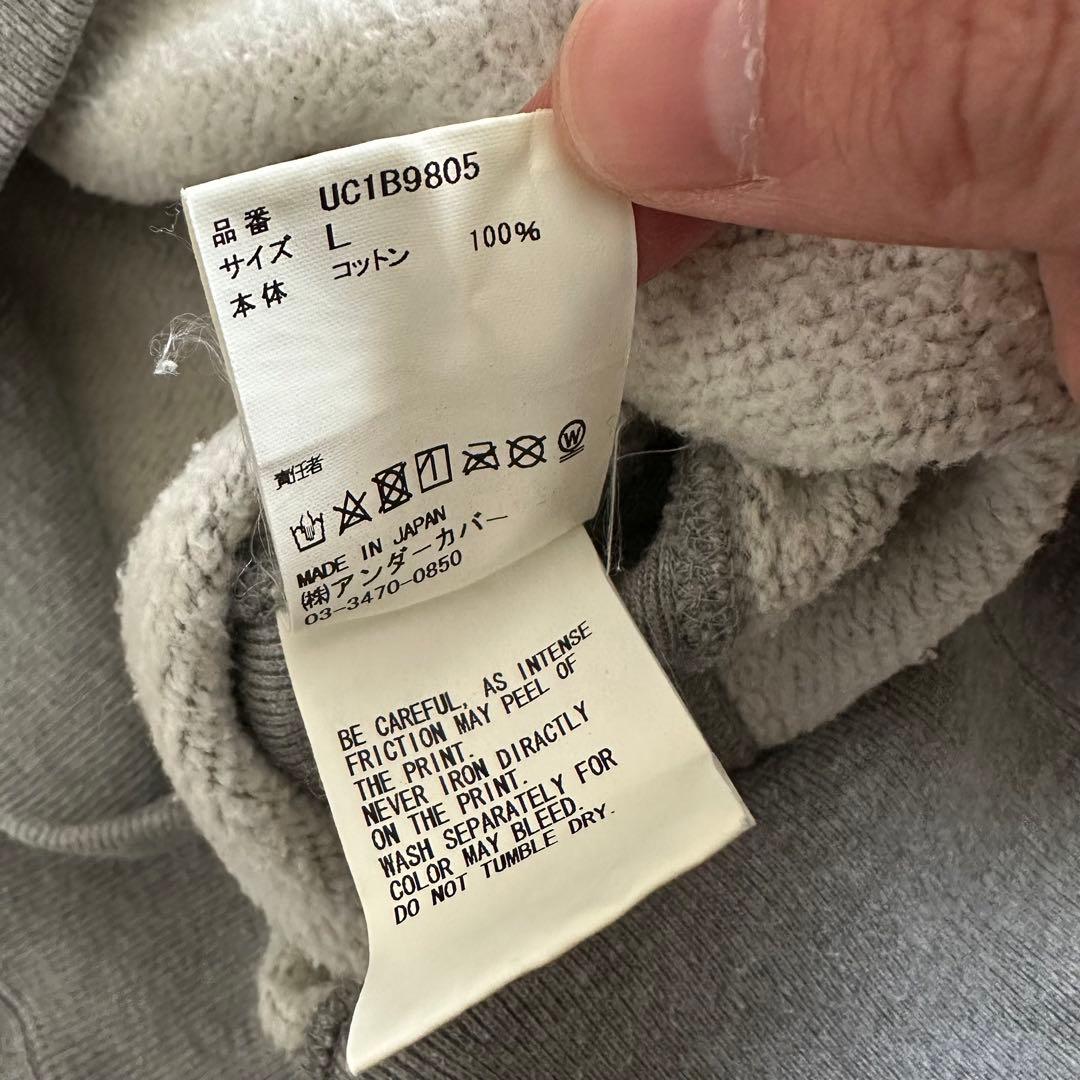 品番 UC1B9805
サイズ L
本体 コットン 100%
責任者
W
MADE IN JAPAN
(株)アンダーカバー
03-3470-0850
BE CAREFUL, AS INTENSE
FRICTION MAY PEEL OF
THE PRINT.
NEVER IRON DIRACTLY
ON THE PRINT.
WASH SEPARATELY FOR
COLOR MAY BLEED.
DO NOT TUMBLE DRY.